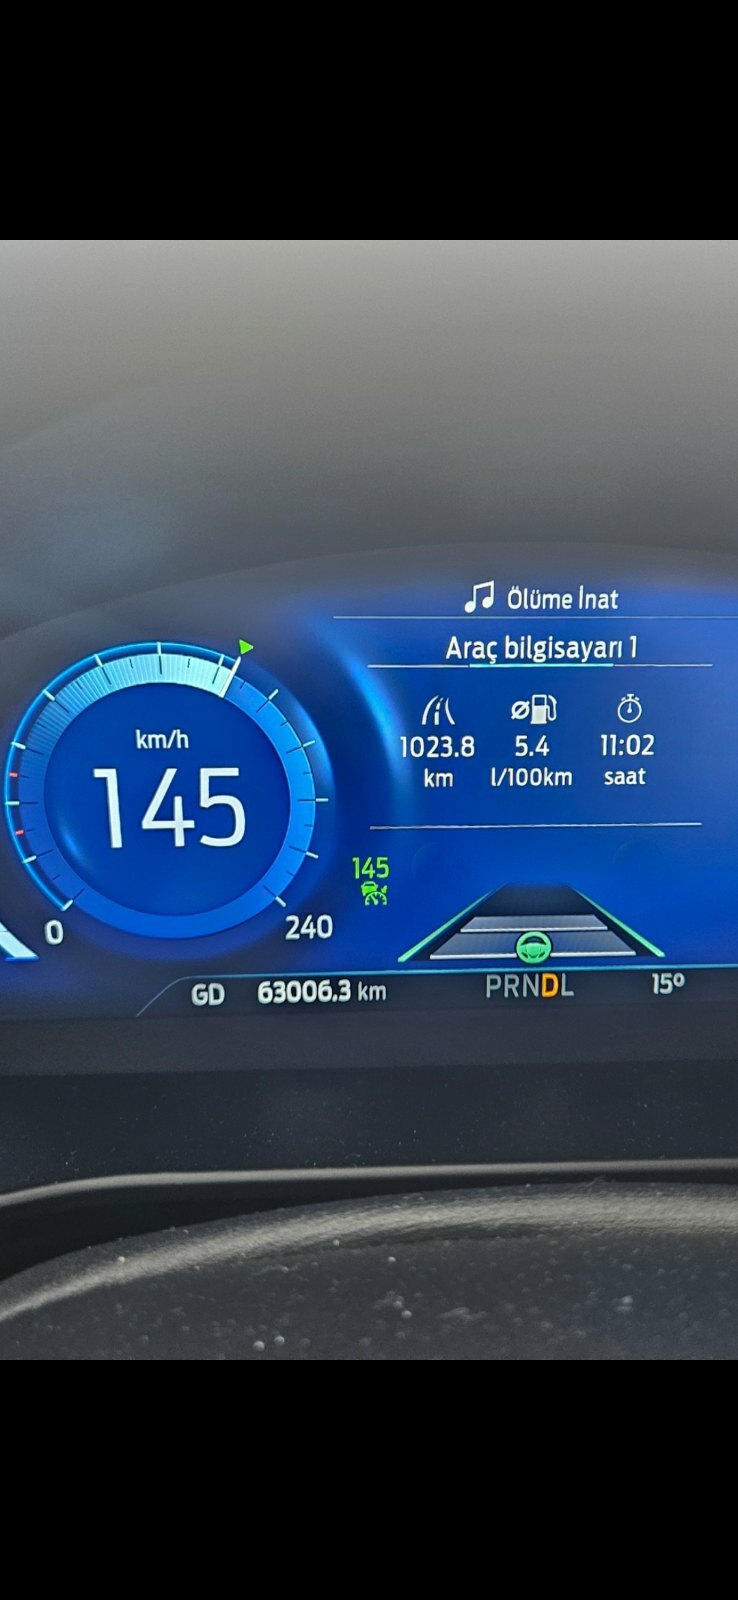 Ölüme İnat
Araç bilgisayarı 1
1023.8 5.4 11:02
km l/100km saat
km/h
145
145
0 240
GD 63006.3 km PRNDL 15º